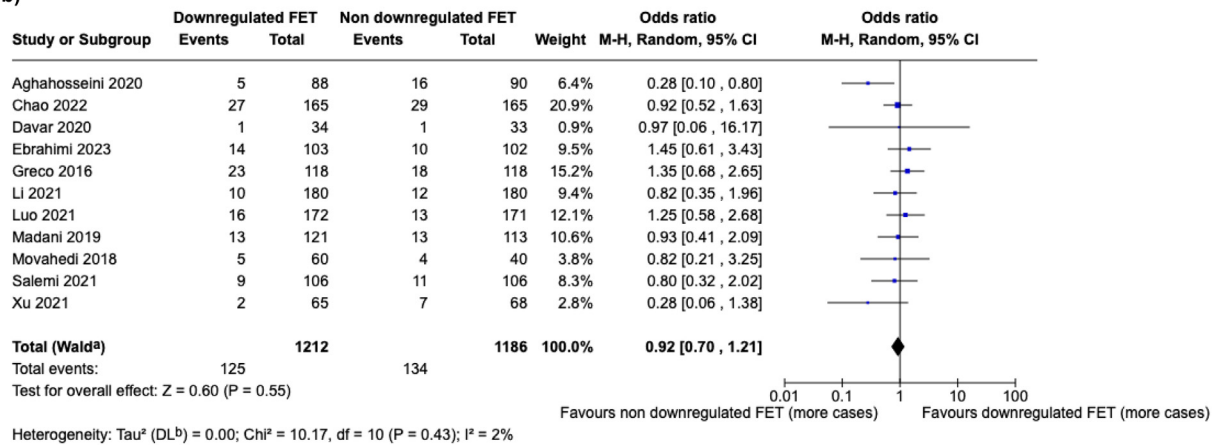 b)
Downregulated FET Non downregulated FET Odds ratio Odds ratio
Study or Subgroup Events Total Events Total Weight M-H, Random, 95% CI M-H, Random, 95% CI
Aghahosseini 2020 5 88 16 90 6.4% 0.28 [0.10 , 0.80]
Chao 2022 27 165 29 165 20.9% 0.92 [0.52 , 1.63]
Davar 2020 1 34 1 33 0.9% 0.97 [0.06 , 16.17]
Ebrahimi 2023 14 103 10 102 9.5% 1.45 [0.61 , 3.43]
Greco 2016 23 118 18 118 15.2% 1.35 [0.68 , 2.65]
Li 2021 10 180 12 180 9.4% 0.82 [0.35 , 1.96]
Luo 2021 16 172 13 171 12.1% 1.25 [0.58 , 2.68]
Madani 2019 13 121 13 113 10.6% 0.93 [0.41 , 2.09]
Movahedi 2018 5 60 4 40 3.8% 0.82 [0.21 , 3.25]
Salemi 2021 9 106 11 106 8.3% 0.80 [0.32 , 2.02]
Xu 2021 2 65 7 68 2.8% 0.28 [0.06 , 1.38]
Total (Waldᵃ) 1212 1186 100.0% 0.92 [0.70 , 1.21]
Total events: 125 134
Test for overall effect: Z = 0.60 (P = 0.55)
0.01 0.1 1 10 100
Favours non downregulated FET (more cases) Favours downregulated FET (more cases)
Heterogeneity: Tau² (DLᵇ) = 0.00; Chi² = 10.17, df = 10 (P = 0.43); I² = 2%